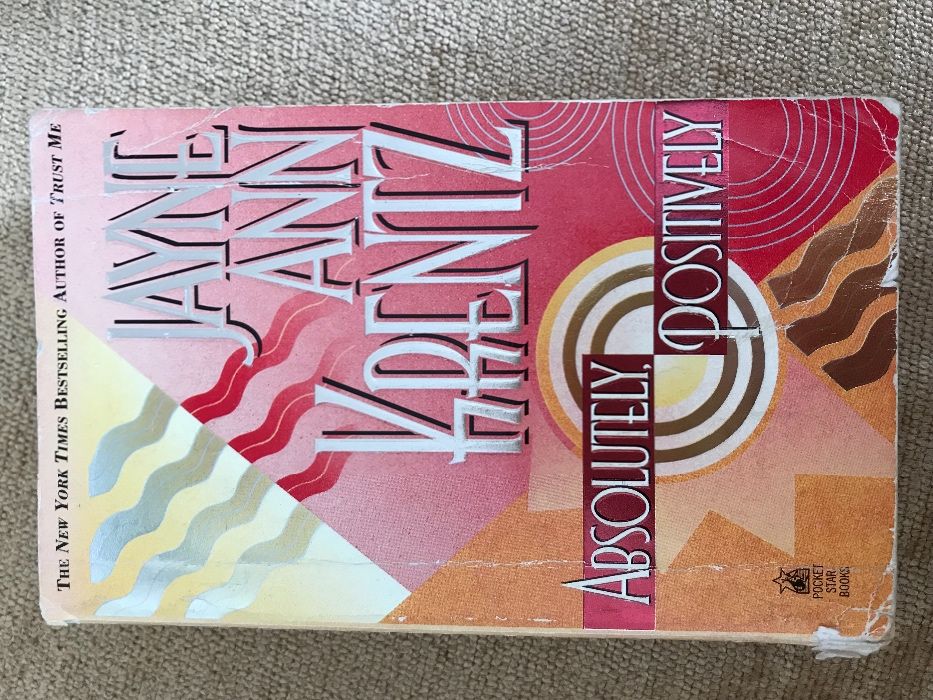 THE NEW YORK TIMES BESTSELLING AUTHOR OF TRUST ME
JAYNE
ANN
KRENTZ
ABSOLUTELY,
POSITIVELY
POCKET
STAR
BOOKS